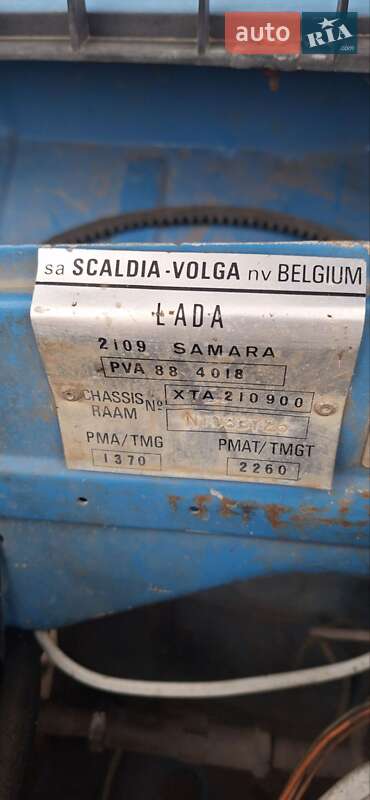 auto RIA .com
sa SCALDIA-VOLGA nv BELGIUM
LADA
2109 SAMARA
PVA 88 4018
CHASSIS Nº XTA 210900
RAAM
PMA/TMG PMAT/TMGT
1370 2260